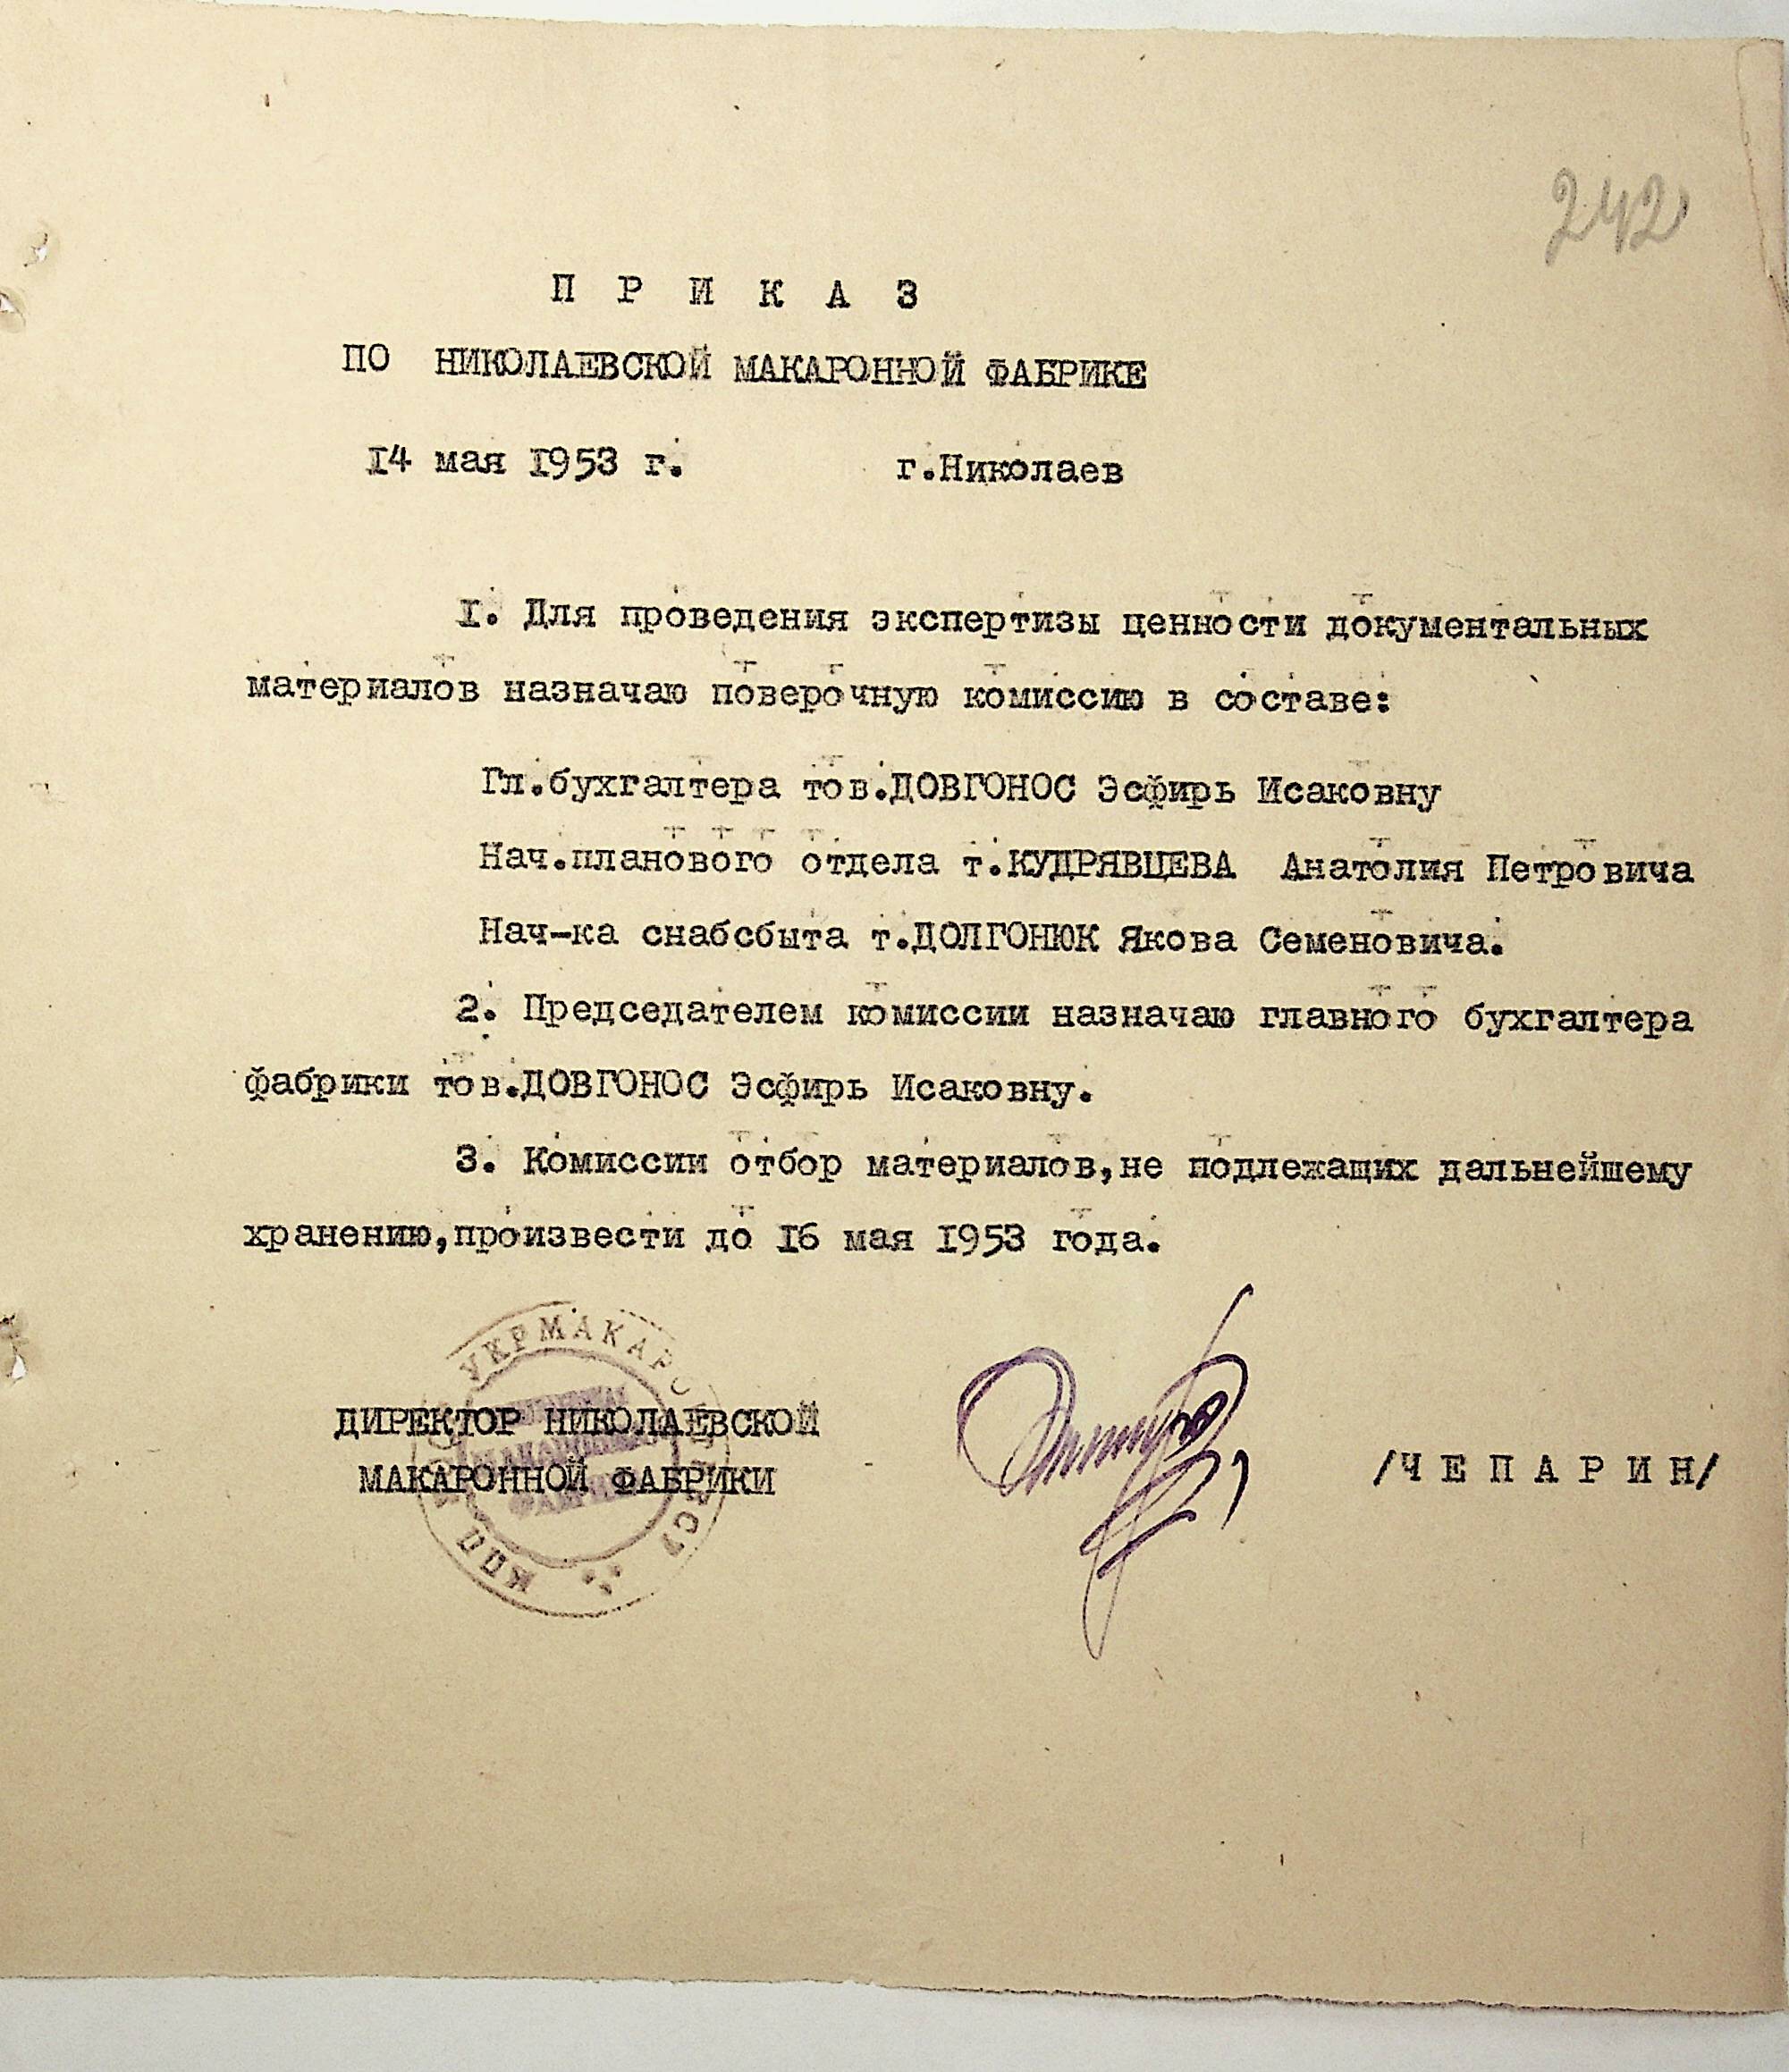 242
П Р И К А З
ПО НИКОЛАЕВСКОЙ МАКАРОННОЙ ФАБРИКЕ
14 мая 1953 г. г.Николаев
1. Для проведения экспертизы ценности документальных
материалов назначаю поверочную комиссию в составе:
Гл.бухгалтера тов.ДОВГОНОС Эсфирь Исаковну
Нач.планового отдела т.КУДРЯВЦЕВА Анатолия Петровича
Нач-ка снабсбыта т.ДОЛГОНЮК Якова Семеновича.
2. Председателем комиссии назначаю главного бухгалтера
фабрики тов.ДОВГОНОС Эсфирь Исаковну.
3. Комиссии отбор материалов,не подлежащих дальнейшему
хранению,произвести до 16 мая 1953 года.
ДИРЕКТОР НИКОЛАЕВСКОЙ
МАКАРОННОЙ ФАБРИКИ /Ч Е П А Р И Н/